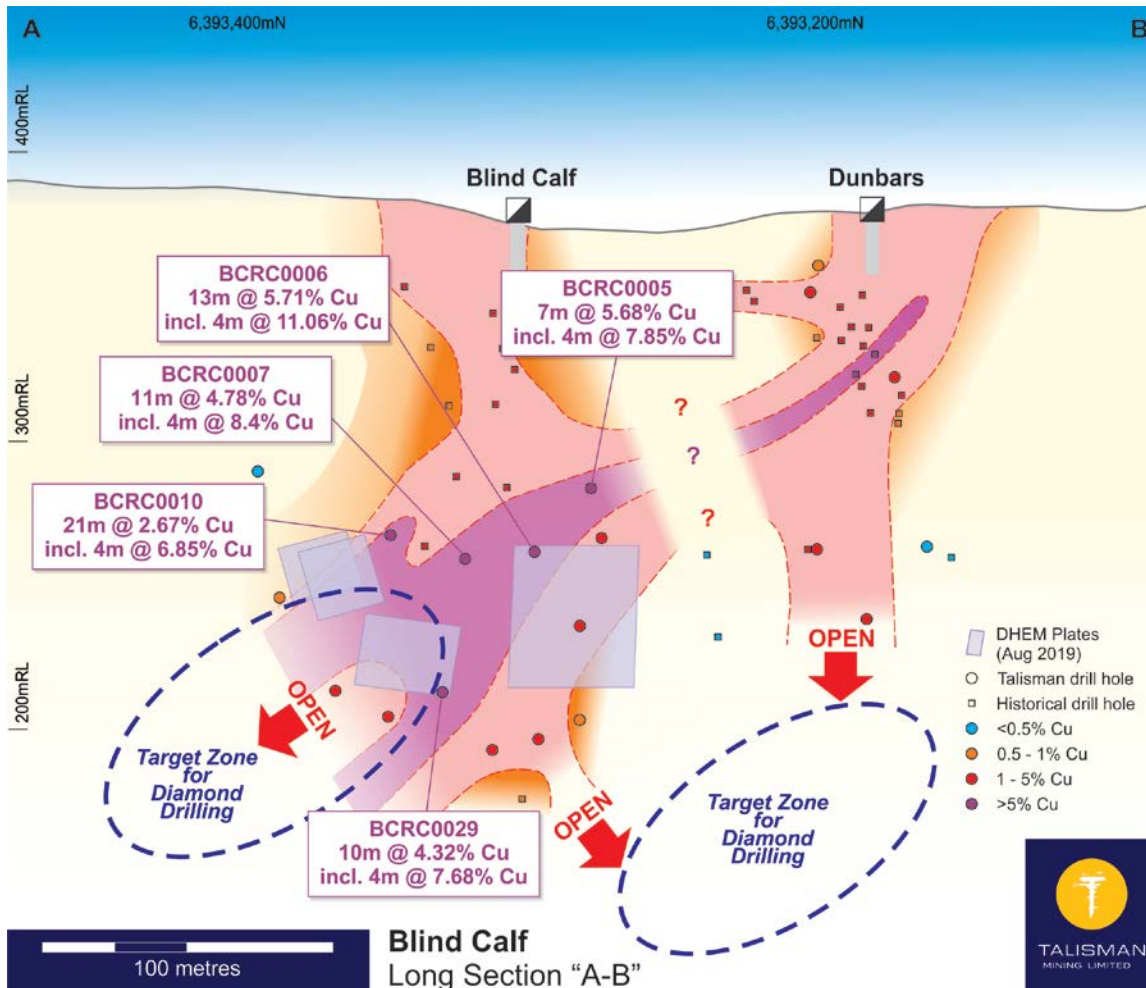 A
6,393,400mN
6,393,200mN
B
400mRL
300mRL
200mRL
Blind Calf
Dunbars
BCRC0006
13m @ 5.71% Cu
incl. 4m @ 11.06% Cu
BCRC0005
7m @ 5.68% Cu
incl. 4m @ 7.85% Cu
BCRC0007
11m @ 4.78% Cu
incl. 4m @ 8.4% Cu
BCRC0010
21m @ 2.67% Cu
incl. 4m @ 6.85% Cu
?
?
?
OPEN
OPEN
OPEN
Target Zone
for
Diamond
Drilling
Target Zone
for
Diamond
Drilling
BCRC0029
10m @ 4.32% Cu
incl. 4m @ 7.68% Cu
DHEM Plates
(Aug 2019)
Talisman drill hole
Historical drill hole
<0.5% Cu
0.5 - 1% Cu
1 - 5% Cu
>5% Cu
100 metres
Blind Calf
Long Section "A-B"
TALISMAN
MINING LIMITED